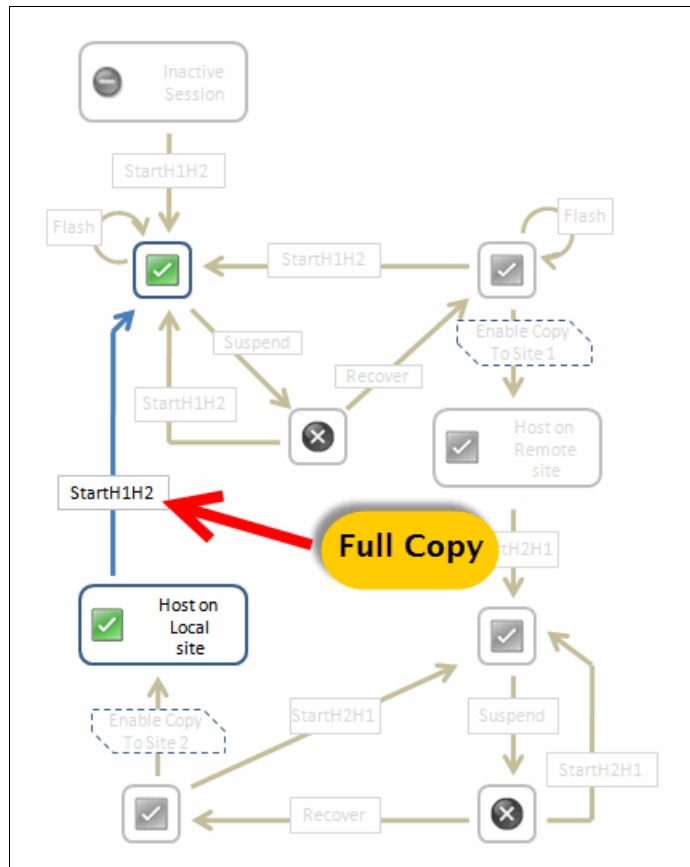 Inactive
Session
StartH1H2
Flash
Flash
StartH1H2
Suspend
Enable Copy
To Site 1
Recover
StartH1H2
Host on
Remote
site
StartH1H2
Full Copy
Host on
Local
site
Enable Copy
To Site 2
StartH2H1
Suspend
StartH2H1
Recover